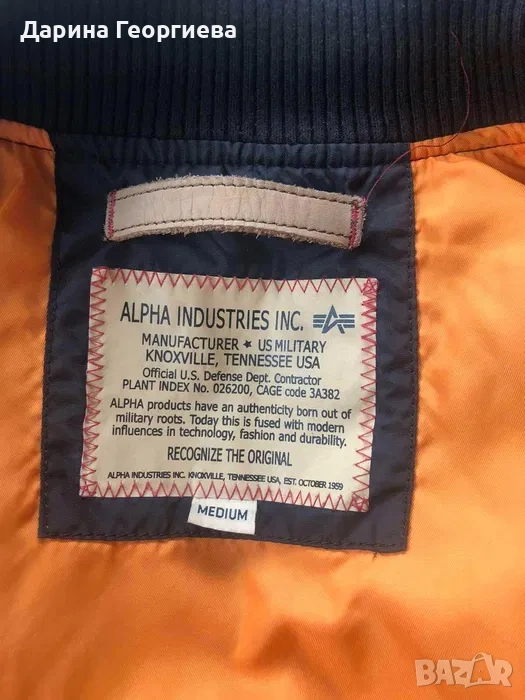 Дарина Георгиева
ALPHA INDUSTRIES INC.
MANUFACTURER ★ US MILITARY
KNOXVILLE, TENNESSEE USA
Official U.S. Defense Dept. Contractor
PLANT INDEX No. 026200, CAGE code 3A382
ALPHA products have an authenticity born out of
military roots. Today this is fused with modern
influences in technology, fashion and durability.
RECOGNIZE THE ORIGINAL
ALPHA INDUSTRIES INC. KNOXVILLE, TENNESSEE USA, EST. OCTOBER 1959
MEDIUM
BAZAR